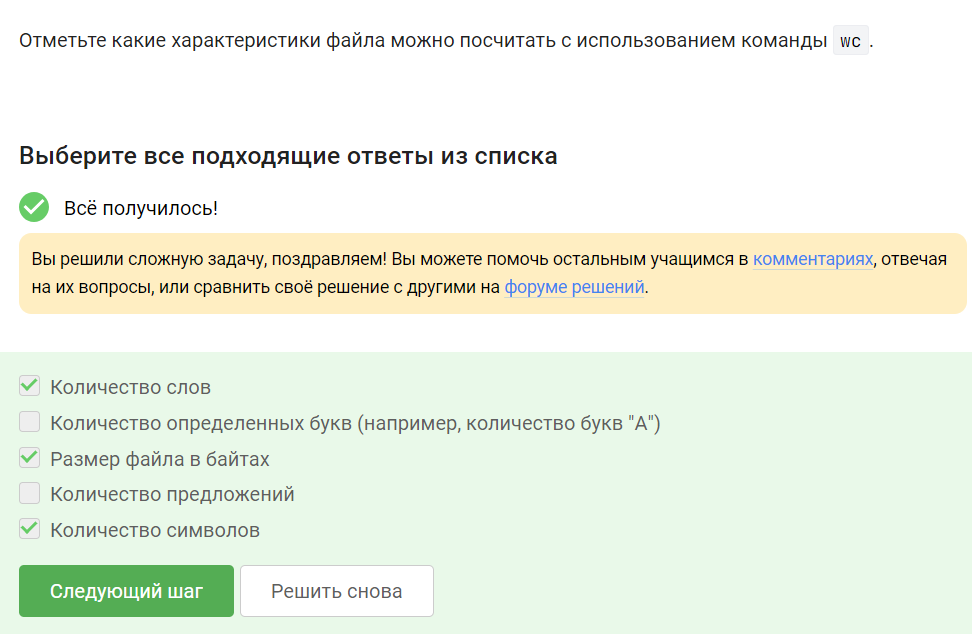 Отметьте какие характеристики файла можно посчитать с использованием команды wc.
Выберите все подходящие ответы из списка
Всё получилось!
Вы решили сложную задачу, поздравляем! Вы можете помочь остальным учащимся в комментариях, отвечая
на их вопросы, или сравнить своё решение с другими на форуме решений.
Количество слов
Количество определенных букв (например, количество букв "А")
Размер файла в байтах
Количество предложений
Количество символов
Следующий шаг Решить снова